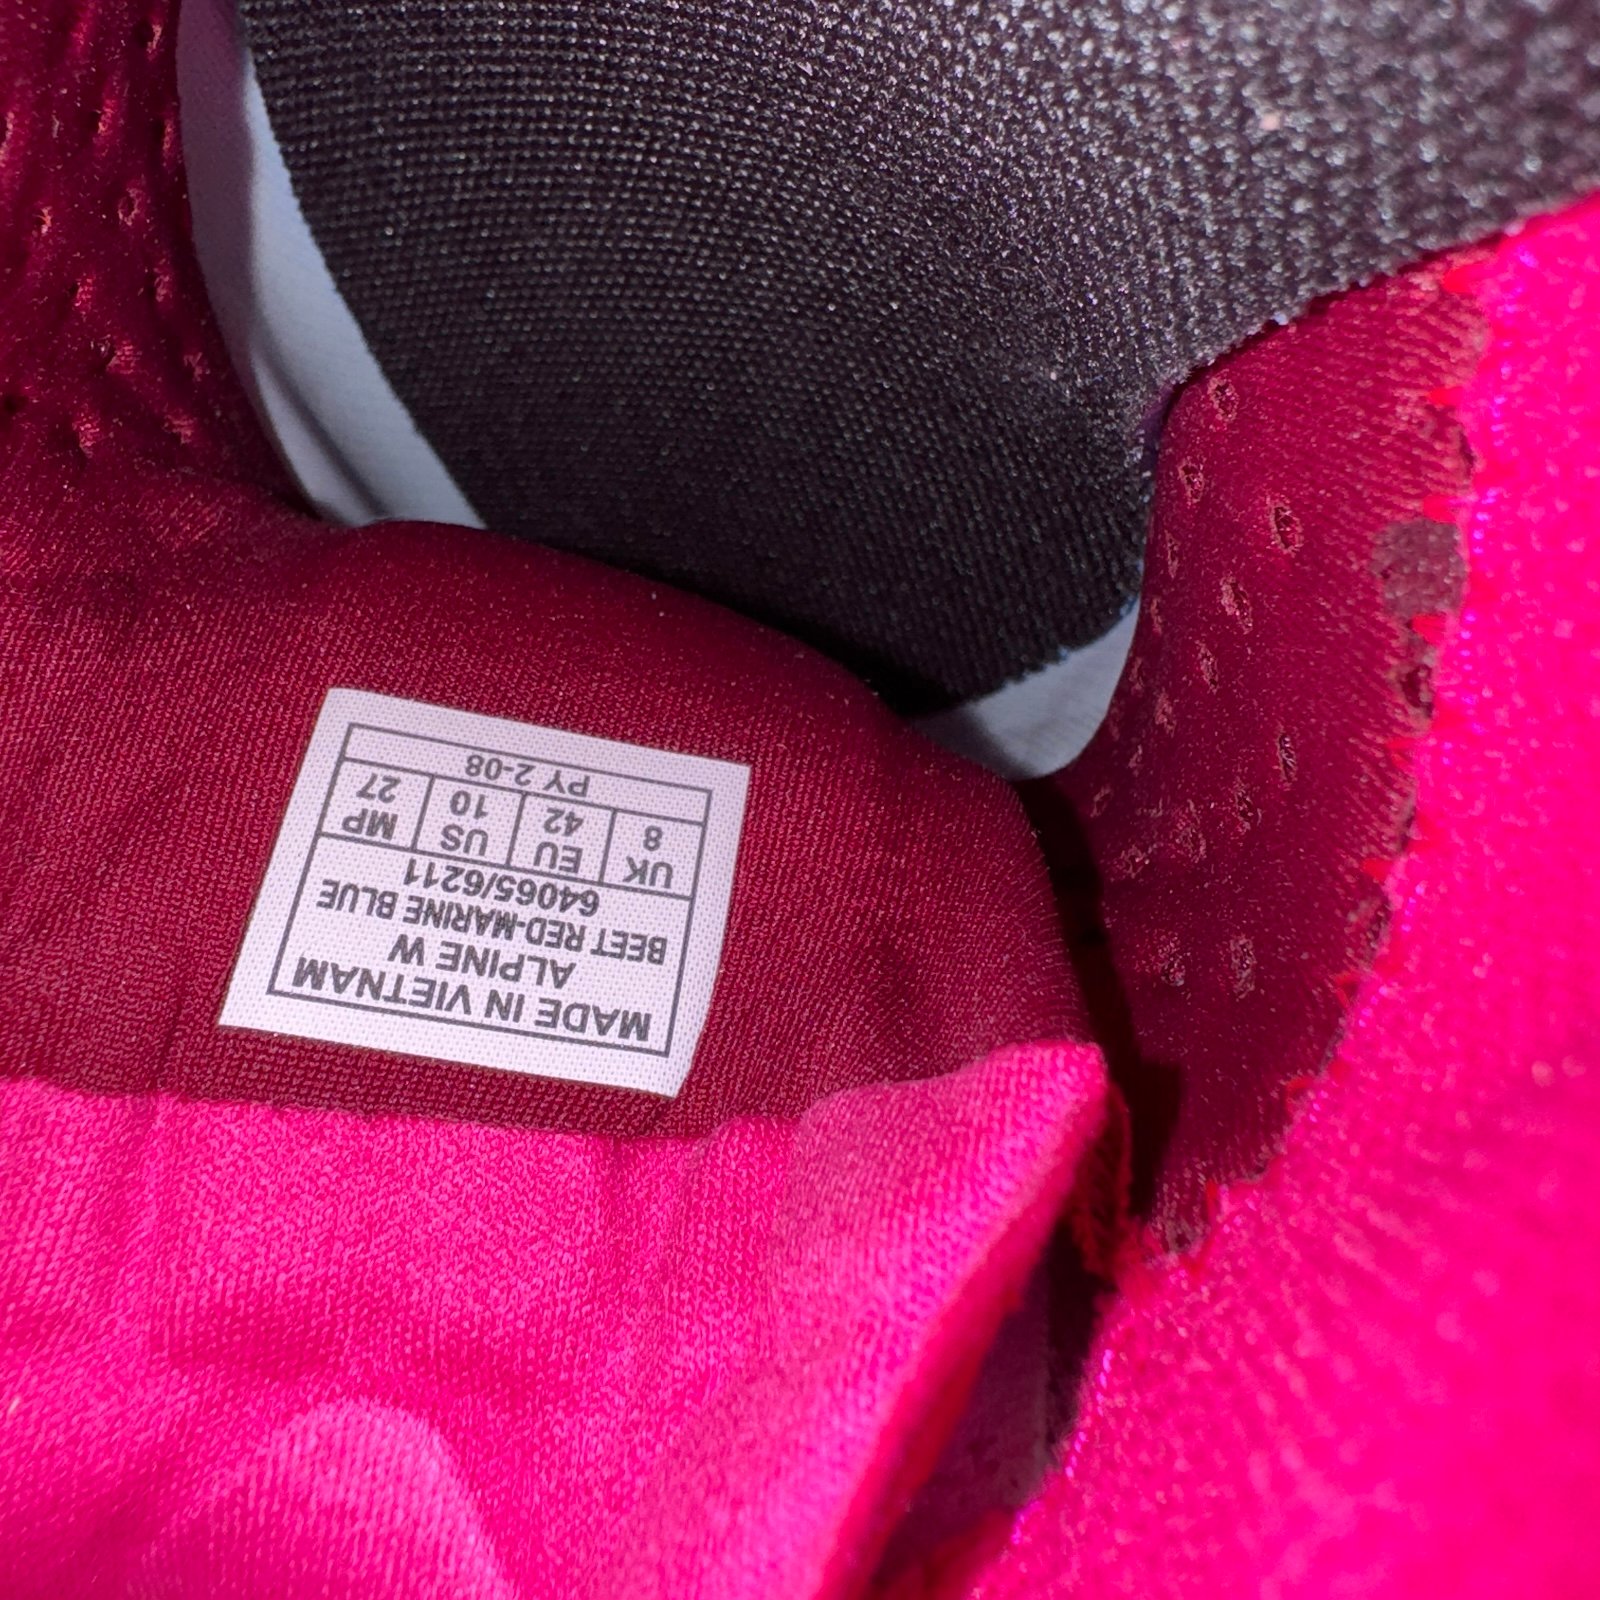 MADE IN VIETNAM
ALPINE W
BEET RED-MARINE BLUE
64065/6211
UK EU US MP
8 42 10 27
PY 2-08